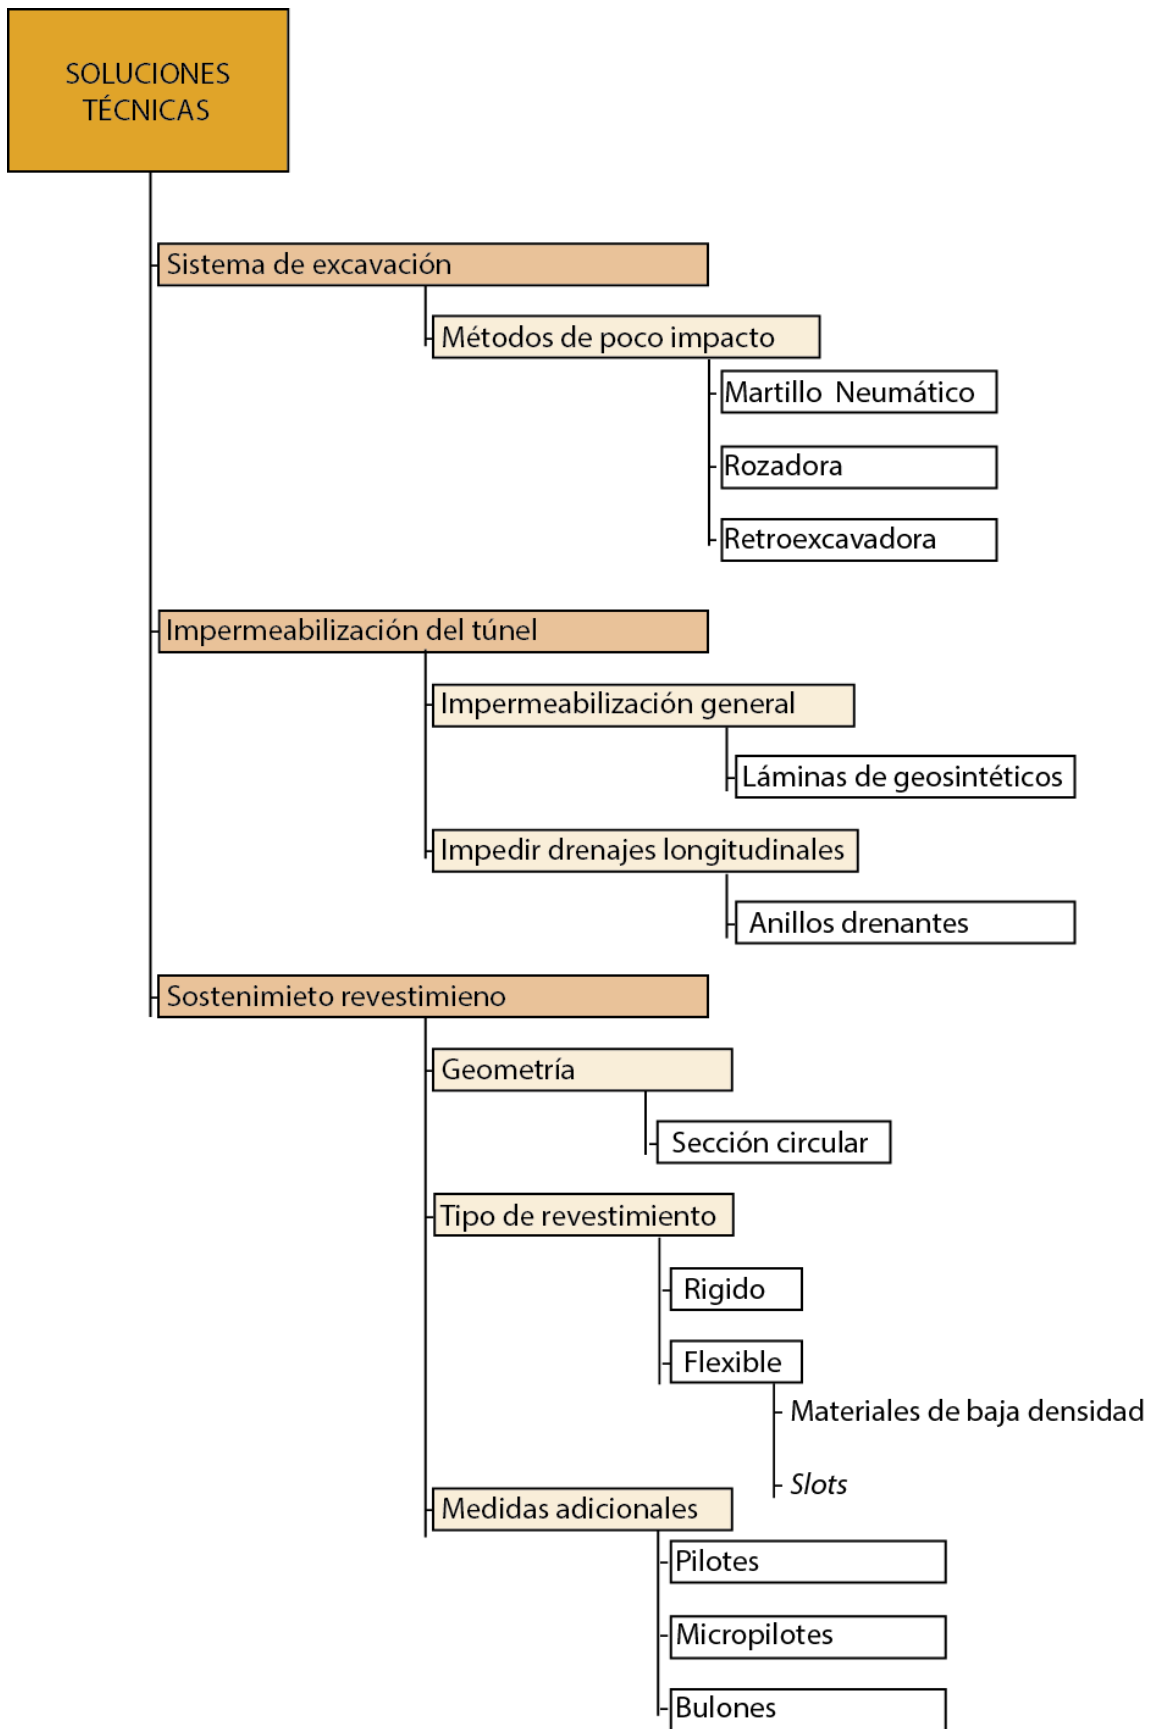 SOLUCIONES
TÉCNICAS
Sistema de excavación
Métodos de poco impacto
Martillo Neumático
Rozadora
Retroexcavadora
Impermeabilización del túnel
Impermeabilización general
Láminas de geosintéticos
Impedir drenajes longitudinales
Anillos drenantes
Sostenimieto revestimieno
Geometría
Sección circular
Tipo de revestimiento
Rigido
Flexible
Materiales de baja densidad
Slots
Medidas adicionales
Pilotes
Micropilotes
Bulones